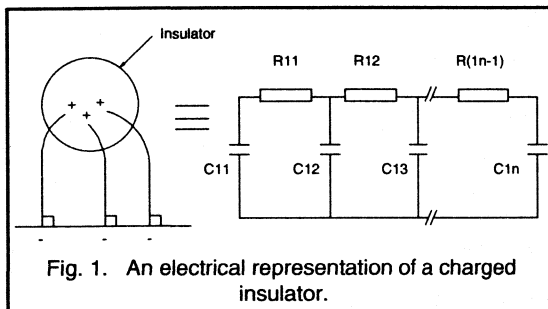 Insulator
R11 R12 R(1n-1)
+ + +
C11 C12 C13 C1n
- - -
Fig. 1. An electrical representation of a charged
insulator.